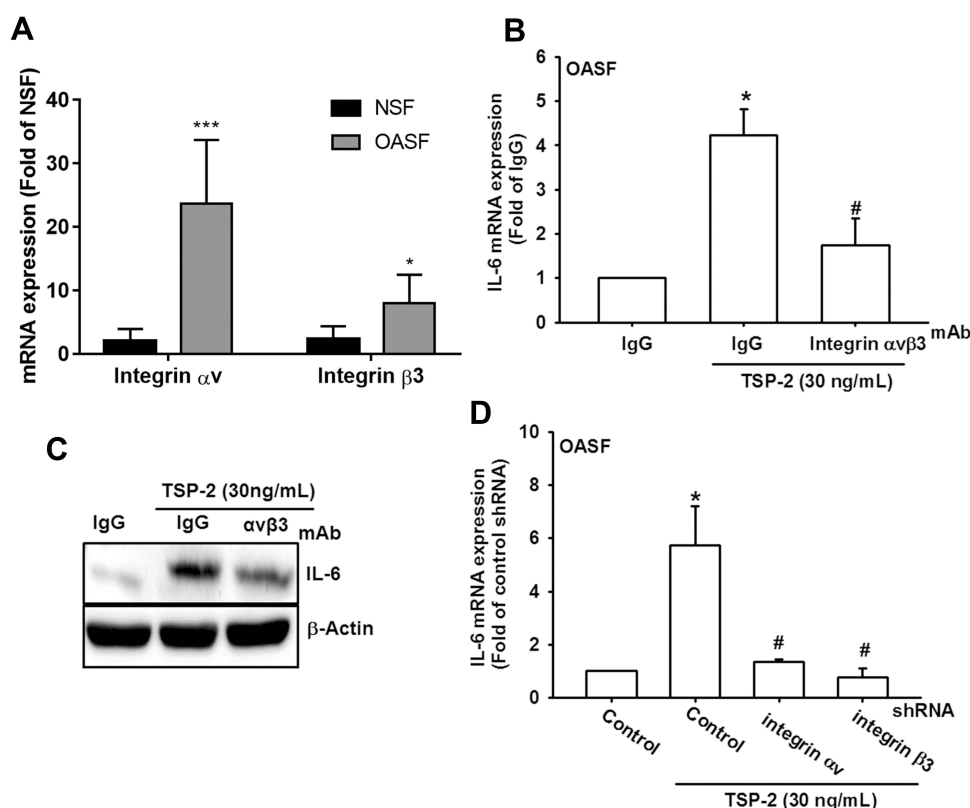 A
mRNA expression (Fold of NSF)
40
30
20
10
0
NSF
OASF
***
*
Integrin αv
Integrin β3
B
OASF
IL-6 mRNA expression
(Fold of IgG)
6
5
4
3
2
1
0
*
#
IgG
IgG
Integrin αvβ3
mAb
TSP-2 (30 ng/mL)
C
TSP-2 (30ng/mL)
IgG
IgG
αvβ3
mAb
IL-6
β-Actin
D
OASF
IL-6 mRNA expression
(Fold of control shRNA)
10
8
6
4
2
0
*
#
#
Control
Control
integrin αv
integrin β3
shRNA
TSP-2 (30 ng/mL)